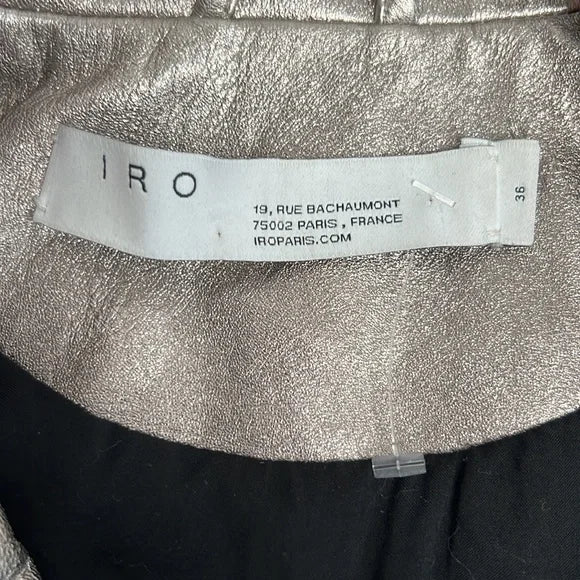 IRO
19, RUE BACHAUMONT
75002 PARIS , FRANCE
IROPARIS.COM
36